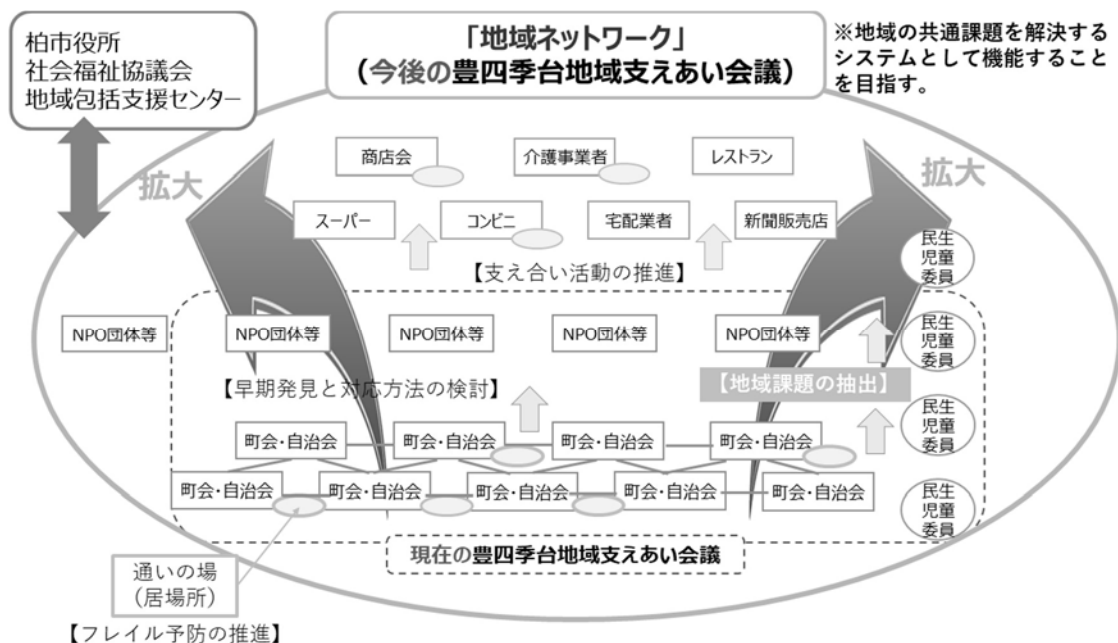 柏市役所
社会福祉協議会
地域包括支援センター
「地域ネットワーク」
(今後の豊四季台地域支えあい会議)
※地域の共通課題を解決する
システムとして機能すること
を目指す。
拡大
拡大
商店会
介護事業者
レストラン
スーパー
コンビニ
宅配業者
新聞販売店
民生
児童
委員
【支え合い活動の推進】
NPO団体等
NPO団体等
NPO団体等
NPO団体等
NPO団体等
民生
児童
委員
【早期発見と対応方法の検討】
【地域課題の抽出】
民生
児童
委員
町会・自治会
町会・自治会
町会・自治会
町会・自治会
町会・自治会
町会・自治会
町会・自治会
町会・自治会
町会・自治会
民生
児童
委員
現在の豊四季台地域支えあい会議
通いの場
(居場所)
【フレイル予防の推進】